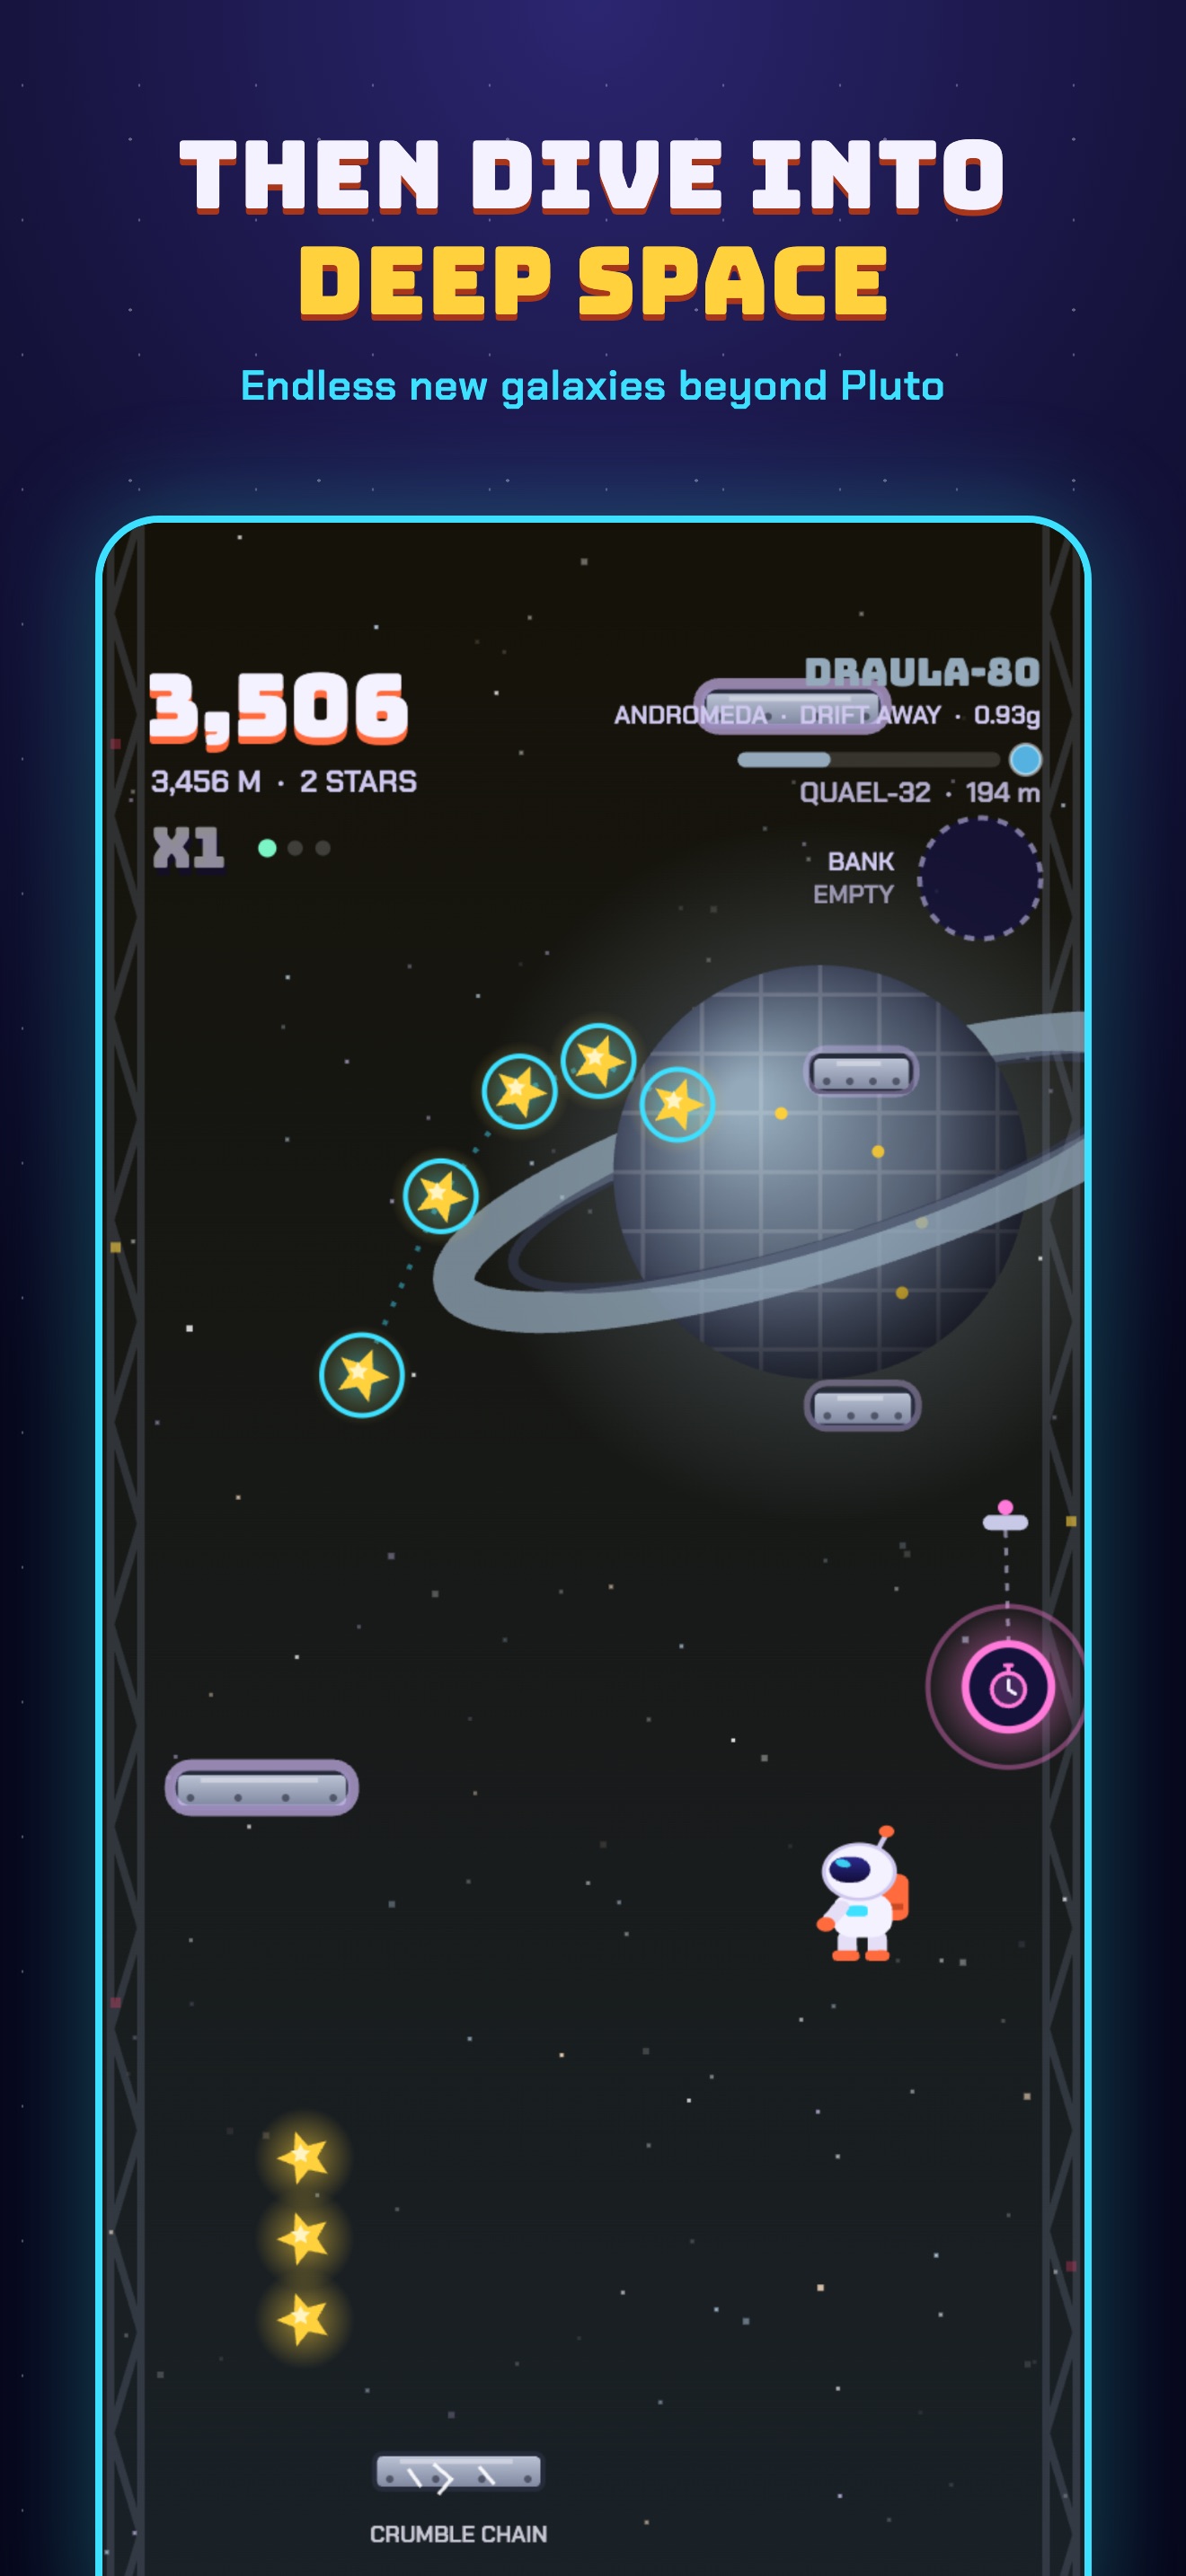 THEN DIVE INTO
DEEP SPACE
Endless new galaxies beyond Pluto
3,506
3,456 M · 2 STARS
X1
DRAULA-80
ANDROMEDA · DRIFT AWAY · 0.93g
QUAEL-32 · 194 m
BANK
EMPTY
CRUMBLE CHAIN